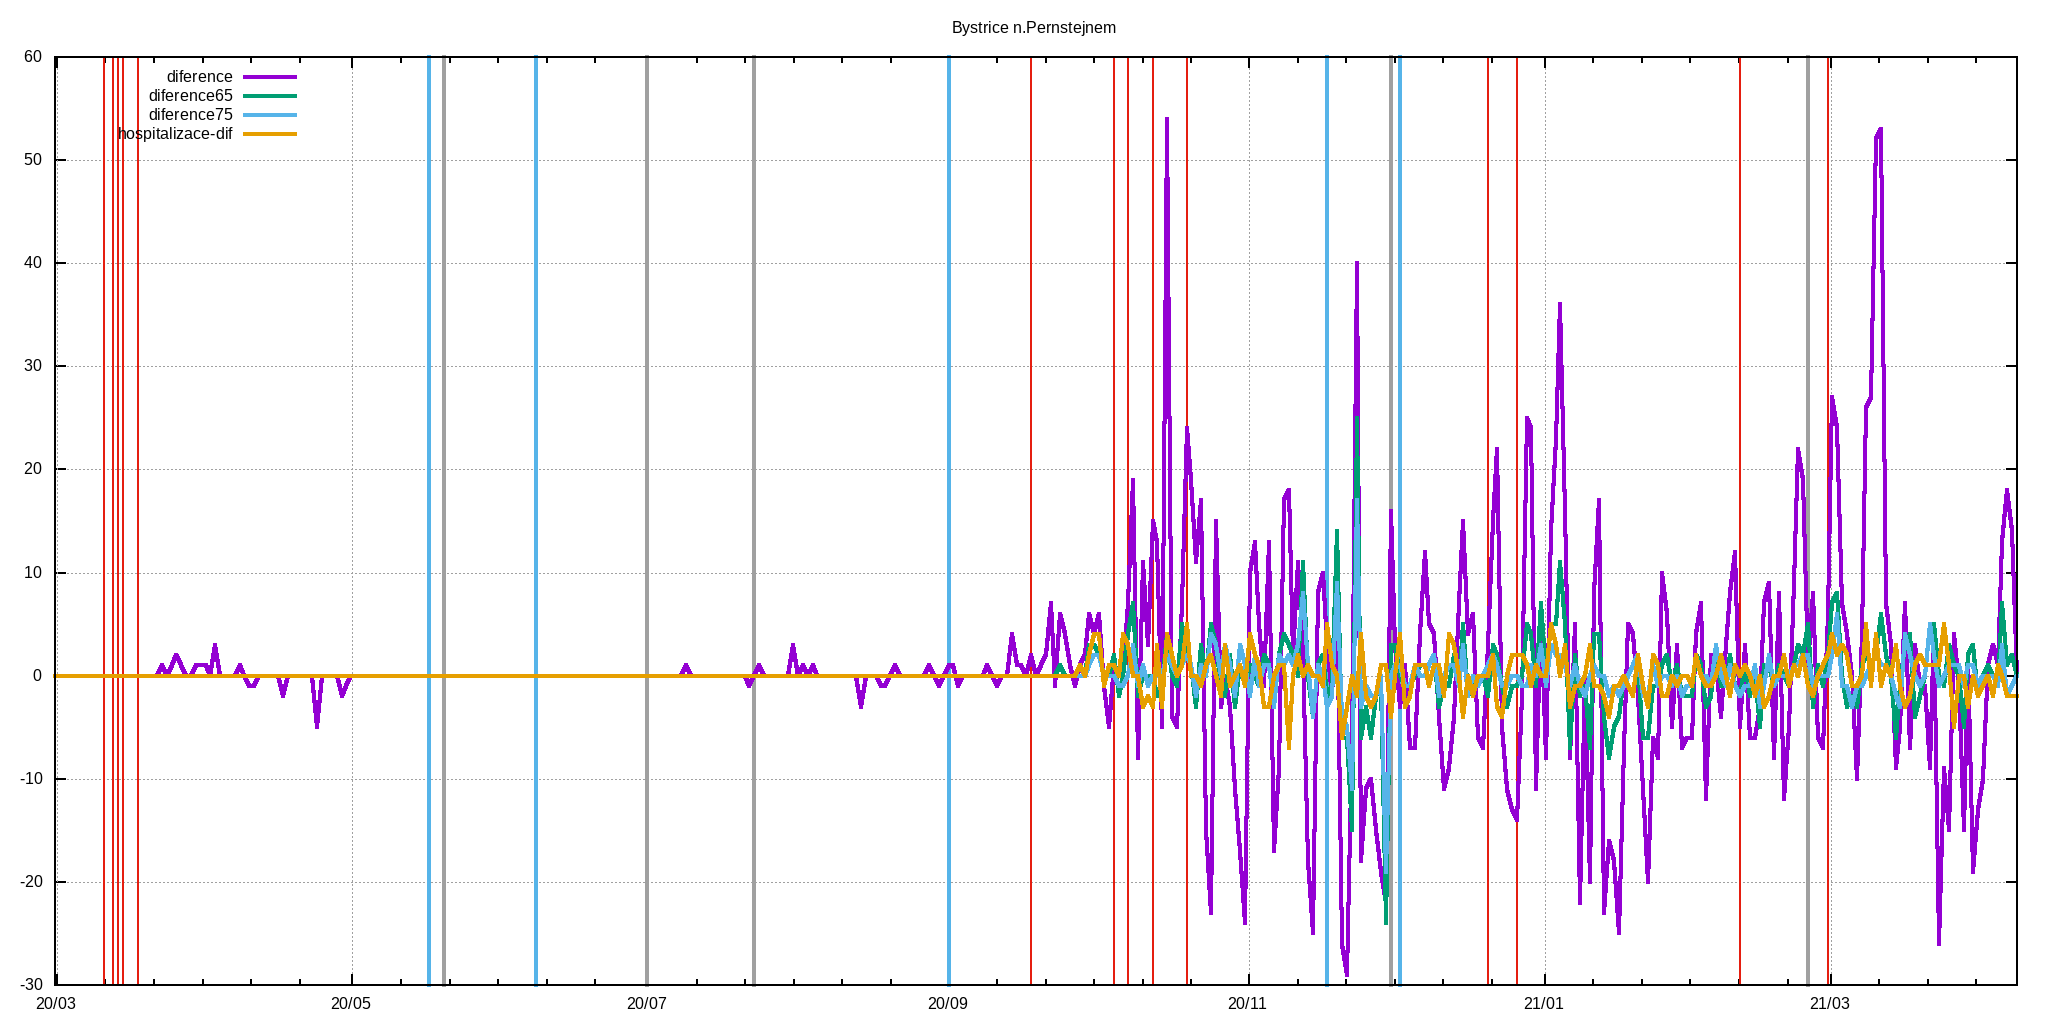 Bystrice n.Pernstejnem
60
50
40
30
20
10
0
-10
-20
-30
diference
diference65
diference75
hospitalizace-dif
20/03 20/05 20/07 20/09 20/11 21/01 21/03